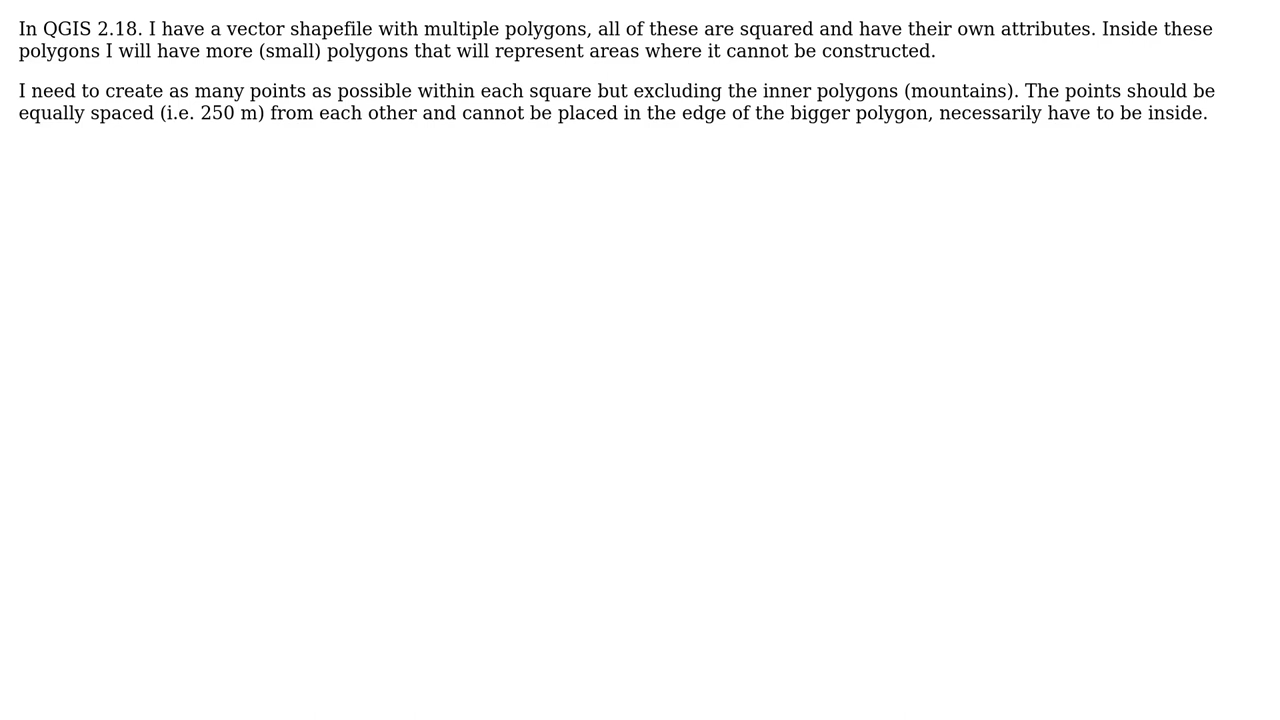 In QGIS 2.18. I have a vector shapefile with multiple polygons, all of these are squared and have their own attributes. Inside these
polygons I will have more (small) polygons that will represent areas where it cannot be constructed.
I need to create as many points as possible within each square but excluding the inner polygons (mountains). The points should be
equally spaced (i.e. 250 m) from each other and cannot be placed in the edge of the bigger polygon, necessarily have to be inside.